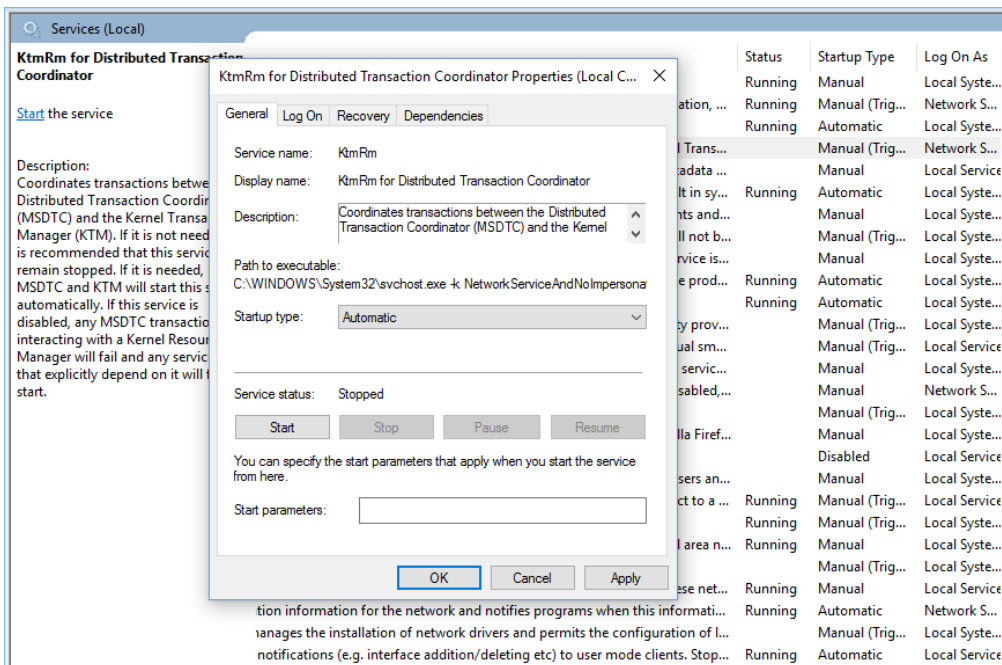 Services (Local)
KtmRm for Distributed Transaction
Coordinator
Start the service
Description:
Coordinates transactions betwe
Distributed Transaction Coordir
(MSDTC) and the Kernel Transa
Manager (KTM). If it is not need
is recommended that this servic
remain stopped. If it is needed,
MSDTC and KTM will start this s
automatically. If this service is
disabled, any MSDTC transactio
interacting with a Kernel Resour
Manager will fail and any servic
that explicitly depend on it will f
start.
KtmRm for Distributed Transaction Coordinator Properties (Local C...
General Log On Recovery Dependencies
Service name: KtmRm
Display name: KtmRm for Distributed Transaction Coordinator
Description: Coordinates transactions between the Distributed
Transaction Coordinator (MSDTC) and the Kernel
Path to executable:
C:\WINDOWS\System32\svchost.exe -k NetworkServiceAndNoImpersonat
Startup type: Automatic
Service status: Stopped
Start Stop Pause Resume
You can specify the start parameters that apply when you start the service
from here.
Start parameters:
OK Cancel Apply
Status Startup Type Log On As
Running Manual Local Syste...
ation, ... Running Manual (Trig... Network S...
Running Automatic Local Syste...
l Trans... Manual (Trig... Network S...
tadata ... Manual Local Service
lt in sy... Running Automatic Local Syste...
nts and... Manual Local Syste...
ll not b... Manual Local Syste...
rvice is... Manual Local Syste...
e prod... Running Automatic Local Syste...
Running Automatic Local Syste...
ty prov... Manual (Trig... Local Syste...
ual sm... Manual (Trig... Local Service
servic... Manual Local Syste...
sabled,... Manual Network S...
Manual (Trig... Local Syste...
lla Firef... Manual Local Syste...
Disabled Local Service
sers an... Manual Local Syste...
ct to a ... Running Manual (Trig... Local Service
Running Manual (Trig... Local Syste...
l area n... Running Manual Local Syste...
Manual (Trig... Local Syste...
ese net... Running Manual Local Service
tion information for the network and notifies programs when this informati... Running Automatic Network S...
anages the installation of network drivers and permits the configuration of l... Manual (Trig... Local Syste...
notifications (e.g. interface addition/deleting etc) to user mode clients. Stop... Running Automatic Local Service